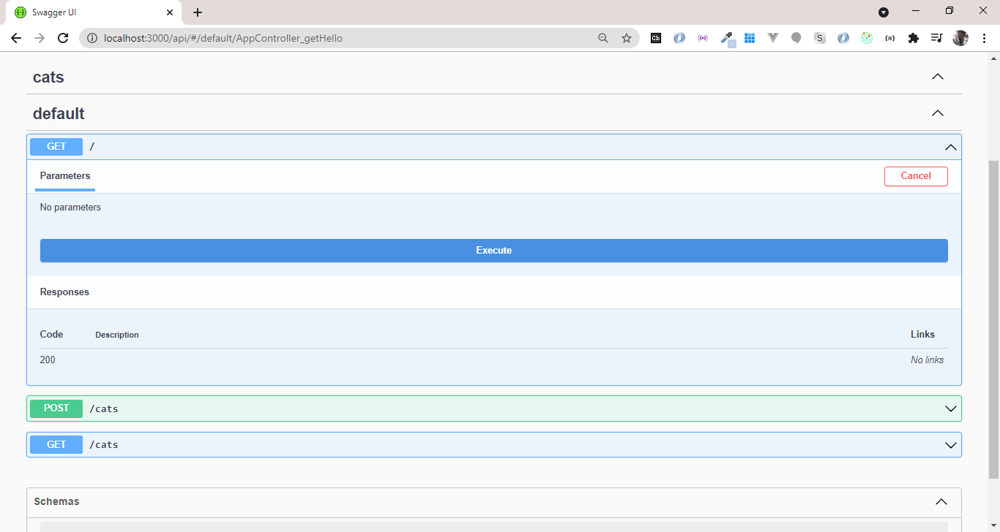 Swagger UI
localhost:3000/api/#/default/AppController_getHello
cats
default
GET /
Parameters Cancel
No parameters
Execute
Responses
Code Description Links
200 No links
POST /cats
GET /cats
Schemas